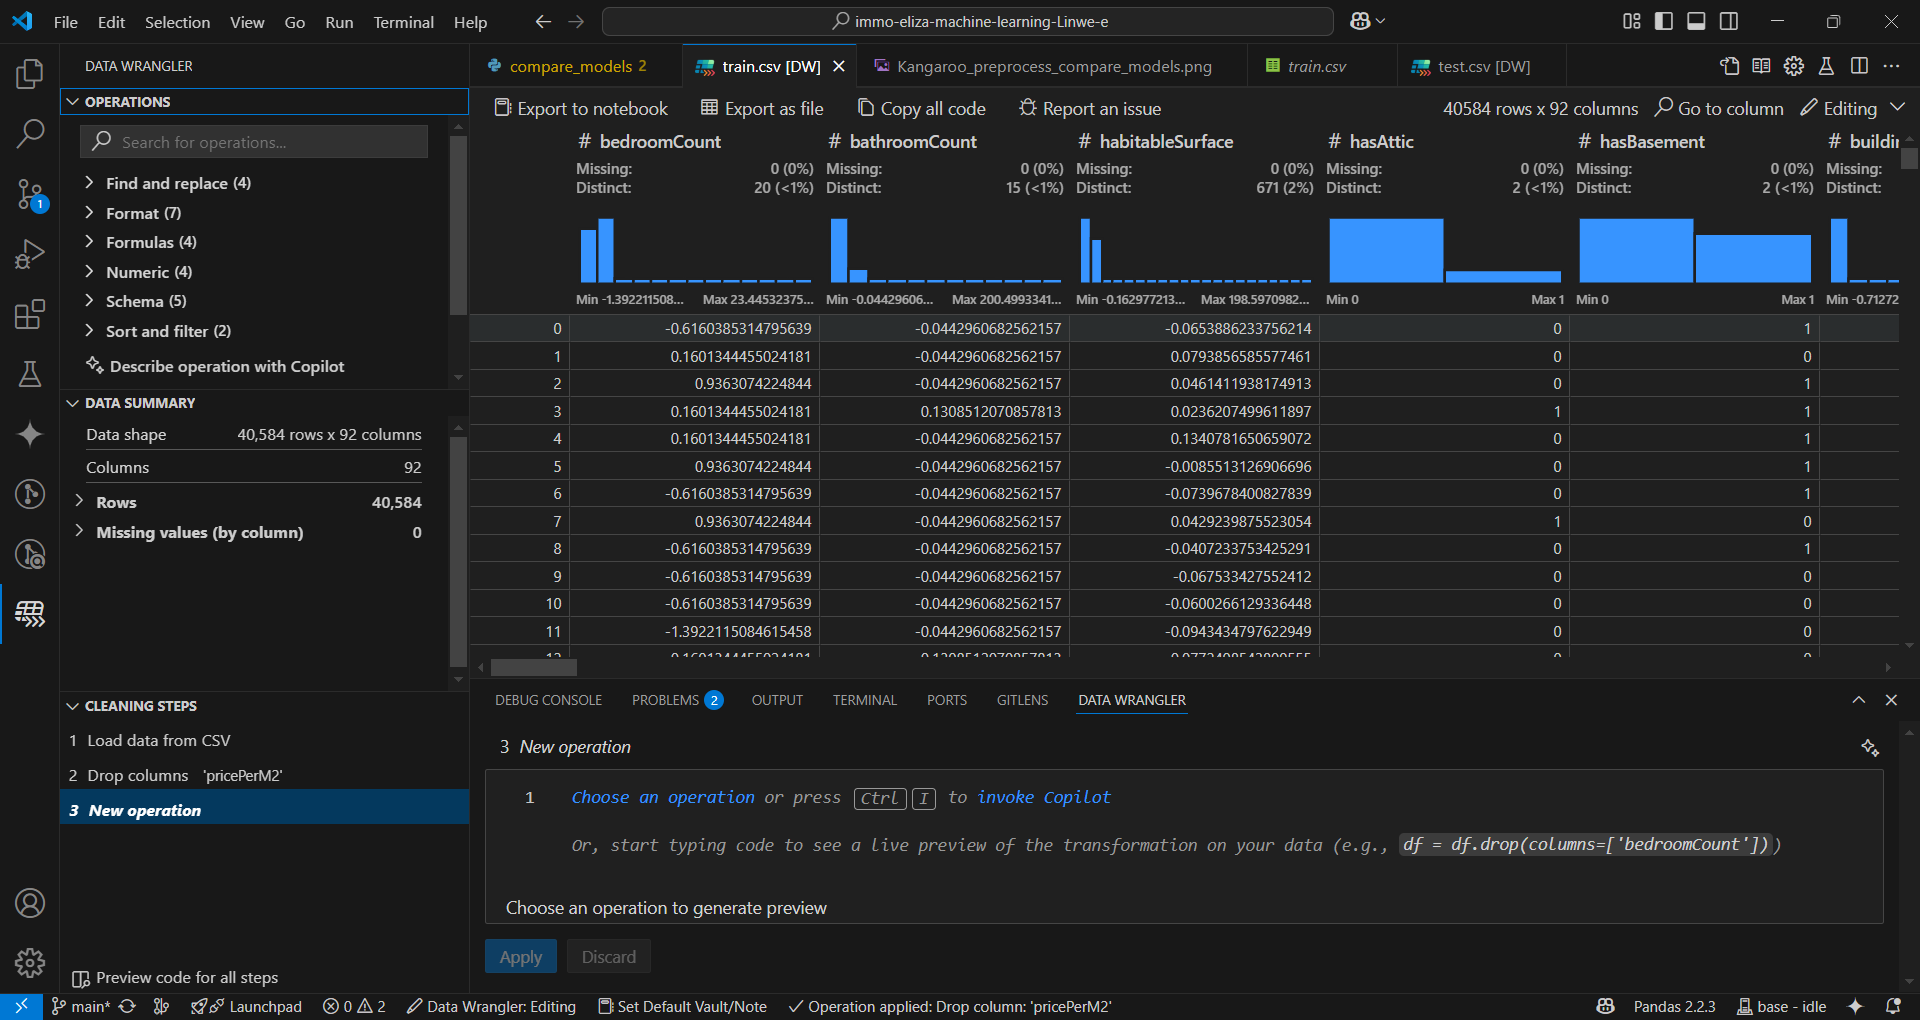 File Edit Selection View Go Run Terminal Help immo-eliza-machine-learning-Linwe-e
DATA WRANGLER
compare_models 2 train.csv [DW] Kangaroo_preprocess_compare_models.png train.csv test.csv [DW]
OPERATIONS
Export to notebook Export as file Copy all code Report an issue 40584 rows x 92 columns Go to column Editing
Search for operations...
Find and replace (4)
Format (7)
Formulas (4)
Numeric (4)
Schema (5)
Sort and filter (2)
Describe operation with Copilot
DATA SUMMARY
Data shape 40,584 rows x 92 columns
Columns 92
Rows 40,584
Missing values (by column) 0
CLEANING STEPS
1 Load data from CSV
2 Drop columns 'pricePerM2'
3 New operation
Preview code for all steps
1
# bedroomCount # bathroomCount # habitableSurface # hasAttic # hasBasement #
Missing: 0 (0%) Missing: 0 (0%) Missing: 0 (0%) Missing: 0 (0%) Missing: 0 (0%) Missing:
Distinct: 20 (<1%) Distinct: 15 (<1%) Distinct: 671 (2%) Distinct: 2 (<1%) Distinct: 2 (<1%) Distinct:
Min -1.392211508... Max 23.44532375... Min -0.04429606... Max 200.4993341... Min -0.162977213... Max 198.5970982... Min 0 Max 1 Min 0 Max 1 Min -0.71272
0 -0.6160385314795639 -0.0442960682562157 -0.0653886233756214 0 1
1 0.1601344455024181 -0.0442960682562157 0.0793856585577461 0 0
2 0.9363074224844 -0.0442960682562157 0.0461411938174913 0 1
3 0.1601344455024181 0.1308512070857813 0.0236207499611897 1 1
4 0.1601344455024181 -0.0442960682562157 0.1340781650659072 0 1
5 0.9363074224844 -0.0442960682562157 -0.0085513126906696 0 1
6 -0.6160385314795639 -0.0442960682562157 -0.0739678400827839 0 1
7 0.9363074224844 -0.0442960682562157 0.0429239875523054 1 0
8 -0.6160385314795639 -0.0442960682562157 -0.0407233753425291 0 1
9 -0.6160385314795639 -0.0442960682562157 -0.067533427552412 0 0
10 -0.6160385314795639 -0.0442960682562157 -0.0600266129336448 0 0
11 -1.3922115084615458 -0.0442960682562157 -0.0943434797622949 0 0
DEBUG CONSOLE PROBLEMS 2 OUTPUT TERMINAL PORTS GITLENS DATA WRANGLER
3 New operation
1 Choose an operation or press Ctrl I to invoke Copilot
Or, start typing code to see a live preview of the transformation on your data (e.g., df = df.drop(columns=['bedroomCount']))
Choose an operation to generate preview
Apply Discard
main* Launchpad 0 2 Data Wrangler: Editing Set Default Vault/Note Operation applied: Drop column: 'pricePerM2' Pandas 2.2.3 base - idle